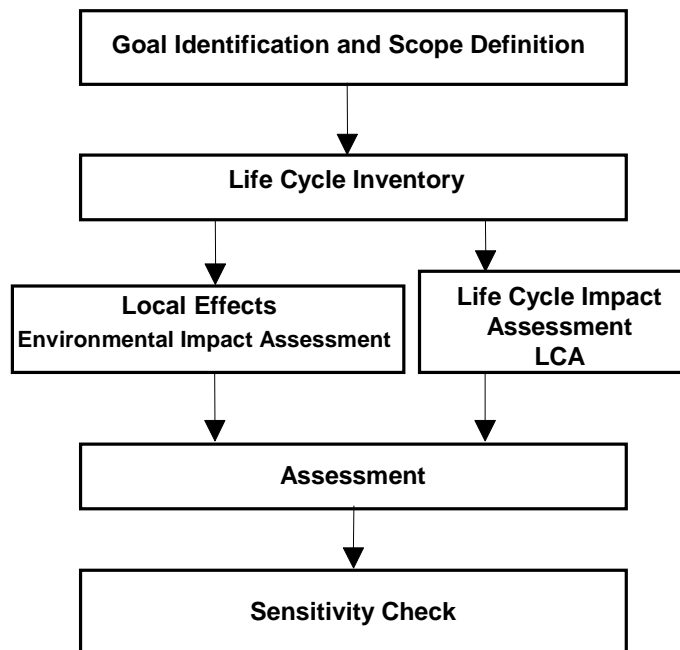 Goal Identification and Scope Definition
Life Cycle Inventory
Local Effects
Environmental Impact Assessment
Life Cycle Impact
Assessment
LCA
Assessment
Sensitivity Check